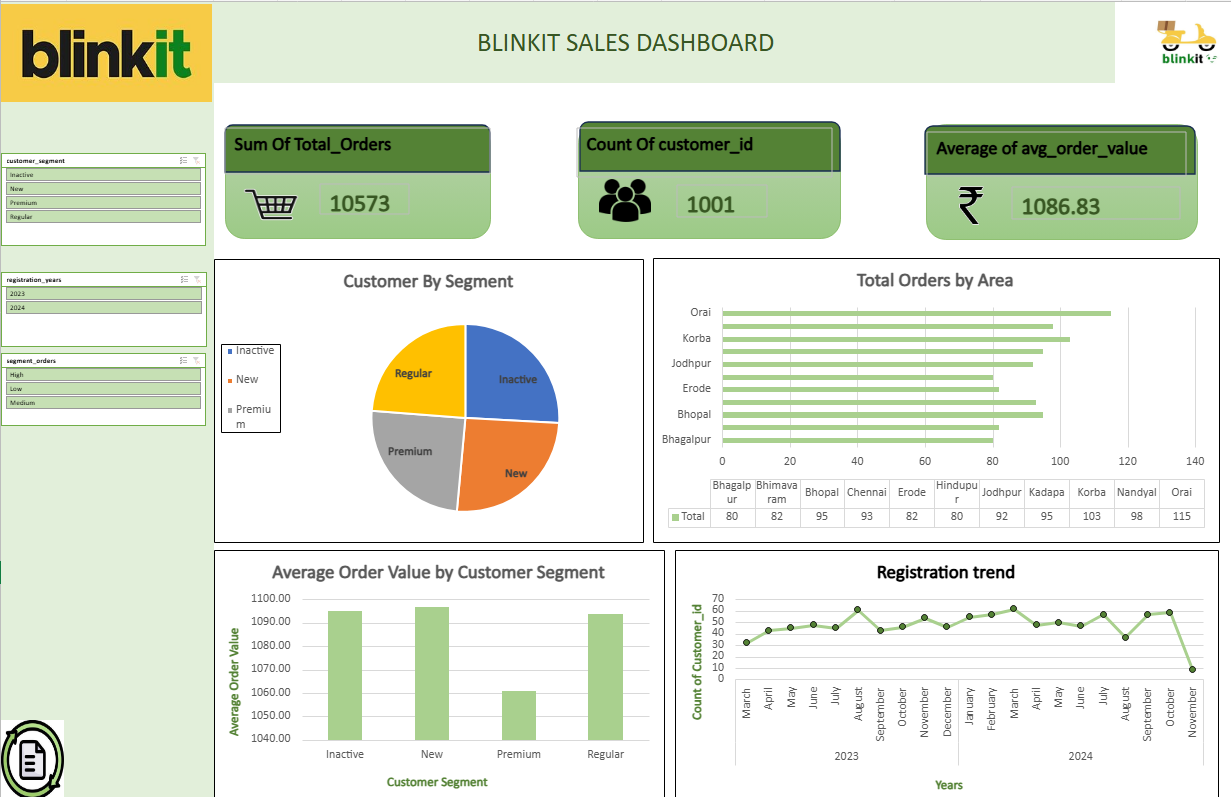 blinkit
BLINKIT SALES DASHBOARD
blinkit
customer_segment
Inactive
New
Premium
Regular
registration_years
2023
2024
segment_orders
High
Low
Medium
Sum Of Total_Orders
10573
Count Of customer_id
1001
Average of avg_order_value
₹
1086.83
Customer By Segment
Inactive
New
Premiu
m
Regular
Inactive
Premium
New
Total Orders by Area
Orai
Korba
Jodhpur
Erode
Bhopal
Bhagalpur
0 20 40 60 80 100 120 140
Bhagalp
ur
Bhimava
ram
Bhopal Chennai Erode
Hindupu
r
Jodhpur Kadapa Korba Nandyal Orai
Total 80 82 95 93 82 80 92 95 103 98 115
Average Order Value by Customer Segment
Average Order Value
1100.00
1090.00
1080.00
1070.00
1060.00
1050.00
1040.00
Inactive New Premium Regular
Customer Segment
Registration trend
Count of Customer_id
70
60
50
40
30
20
10
0
March April May June July August September October November December January February March April May June July August September October November
2023 2024
Years